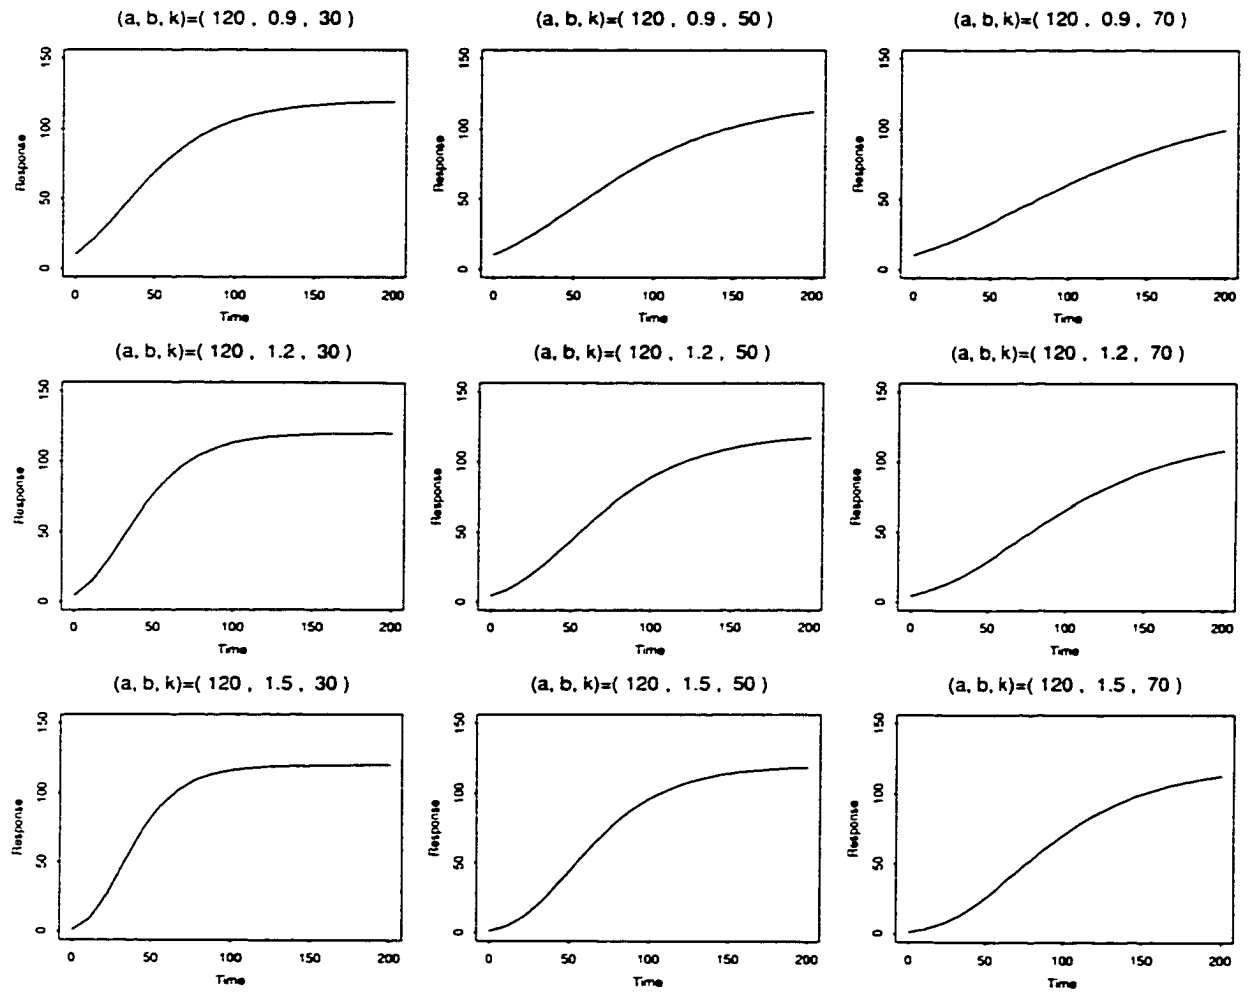 (a, b, k)=( 120 , 0.9 , 30 )
(a, b, k)=( 120 , 0.9 , 50 )
(a, b, k)=( 120 , 0.9 , 70 )
150
100
50
0
Response
0 50 100 150 200
Time
150
100
50
0
Response
0 50 100 150 200
Time
150
100
50
0
Response
0 50 100 150 200
Time
(a, b, k)=( 120 , 1.2 , 30 )
(a, b, k)=( 120 , 1.2 , 50 )
(a, b, k)=( 120 , 1.2 , 70 )
150
100
50
0
Response
0 50 100 150 200
Time
150
100
50
0
Response
0 50 100 150 200
Time
150
100
50
0
Response
0 50 100 150 200
Time
(a, b, k)=( 120 , 1.5 , 30 )
(a, b, k)=( 120 , 1.5 , 50 )
(a, b, k)=( 120 , 1.5 , 70 )
150
100
50
0
Response
0 50 100 150 200
Time
150
100
50
0
Response
0 50 100 150 200
Time
150
100
50
0
Response
0 50 100 150 200
Time